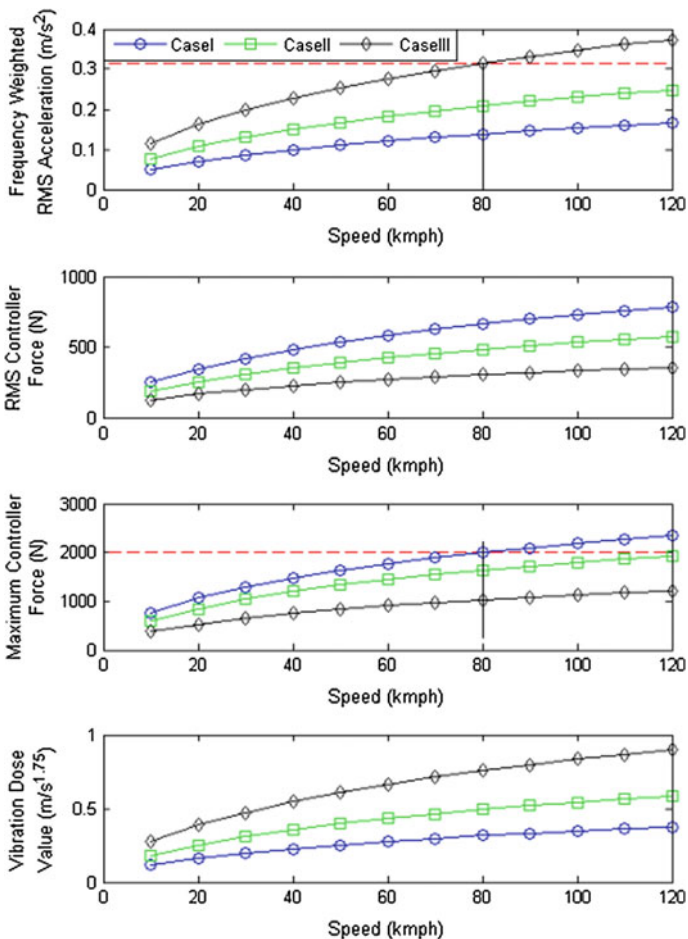 0.4
0.3
0.2
0.1
0
CaseI CaseII CaseIII
Frequency Weighted
RMS Acceleration (m/s²)
20 40 60 80 100 120
Speed (kmph)
1000
500
0
RMS Controller
Force (N)
20 40 60 80 100 120
Speed (kmph)
3000
2000
1000
0
Maximum Controller
Force (N)
0 20 40 60 80 100 120
Speed (kmph)
1
0.5
0
Vibration Dose
Value (m/s^1.75)
0 20 40 60 80 100 120
Speed (kmph)